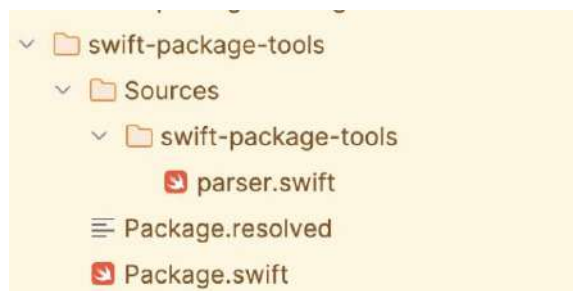 swift-package-tools
Sources
swift-package-tools
parser.swift
Package.resolved
Package.swift